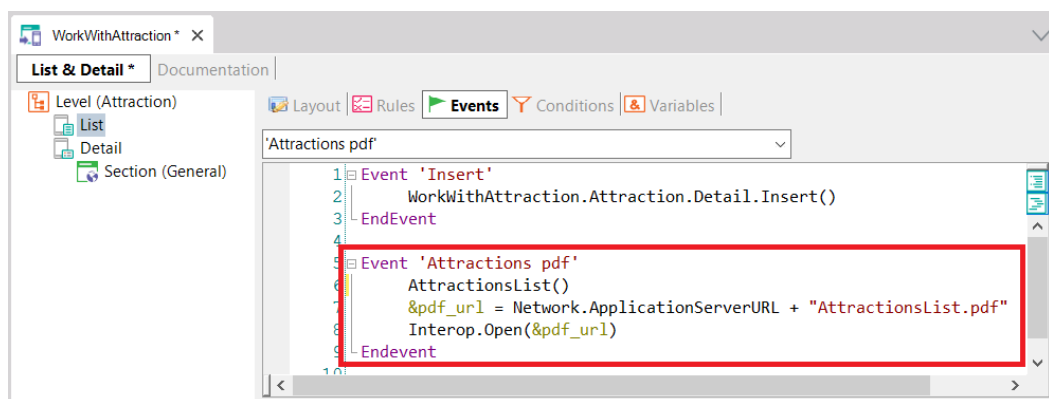 WorkWithAttraction * X
List & Detail * Documentation
Level (Attraction)
List
Detail
Section (General)
Layout Rules Events Conditions & Variables
'Attractions pdf'
1 Event 'Insert'
2 WorkWithAttraction.Attraction.Detail.Insert()
3 EndEvent
4
5 Event 'Attractions pdf'
6 AttractionsList()
7 &pdf_url = Network.ApplicationServerURL + "AttractionsList.pdf"
8 Interop.Open(&pdf_url)
9 Endevent
10